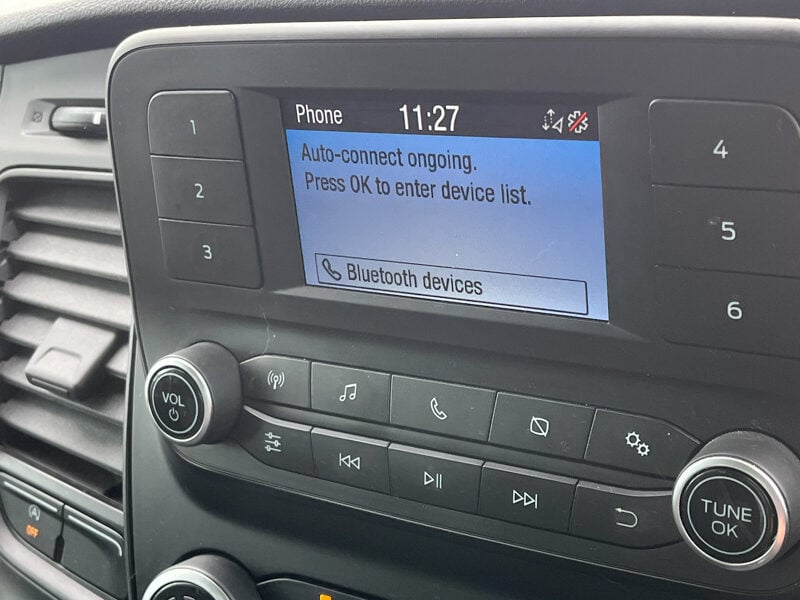 Phone 11:27
Auto-connect ongoing.
Press OK to enter device list.
Bluetooth devices
1
2
3
4
5
6
VOL
TUNE
OK
A
OFF